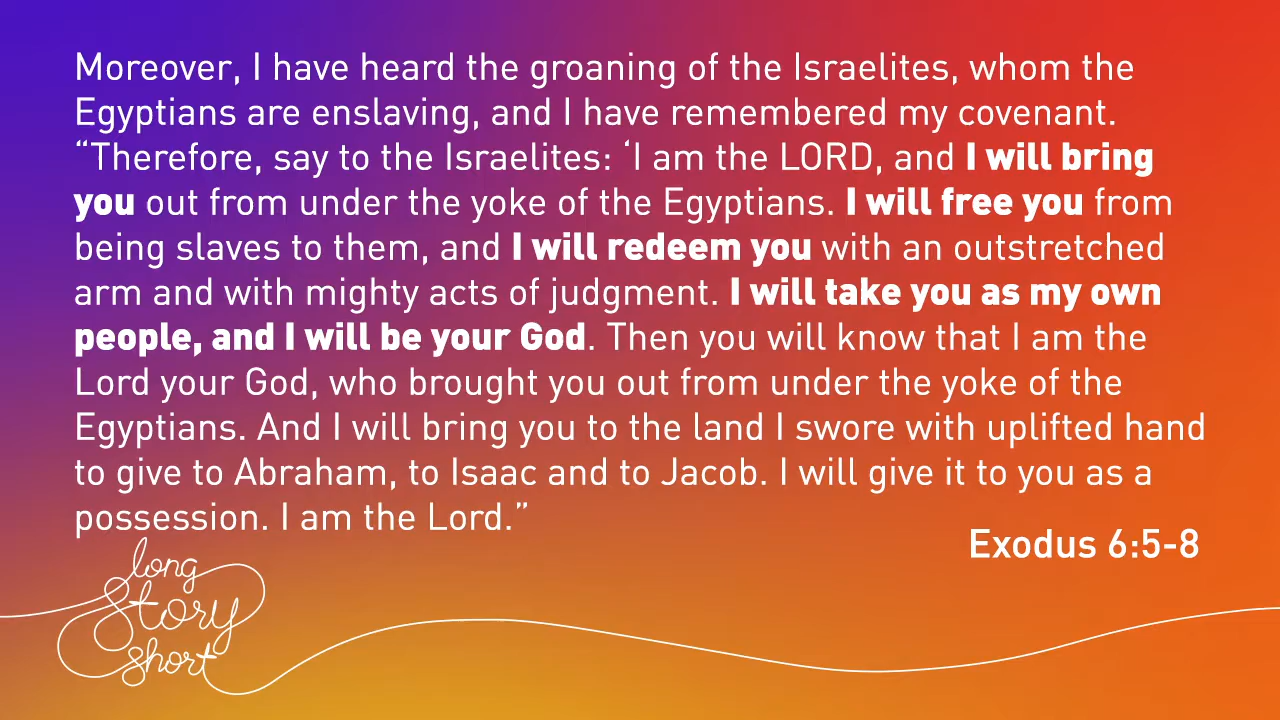 Moreover, I have heard the groaning of the Israelites, whom the
Egyptians are enslaving, and I have remembered my covenant.
“Therefore, say to the Israelites: ‘I am the LORD, and I will bring
you out from under the yoke of the Egyptians. I will free you from
being slaves to them, and I will redeem you with an outstretched
arm and with mighty acts of judgment. I will take you as my own
people, and I will be your God. Then you will know that I am the
Lord your God, who brought you out from under the yoke of the
Egyptians. And I will bring you to the land I swore with uplifted hand
to give to Abraham, to Isaac and to Jacob. I will give it to you as a
possession. I am the Lord.”
Exodus 6:5-8
long
story
short